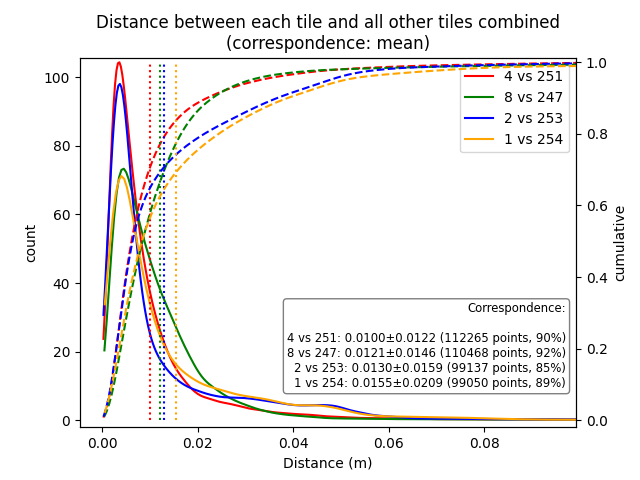 Distance between each tile and all other tiles combined
(correspondence: mean)
100
80
60
40
20
0
count
1.0
0.8
0.6
0.4
0.2
0.0
cumulative
4 vs 251
8 vs 247
2 vs 253
1 vs 254
Correspondence:
4 vs 251: 0.0100±0.0122 (112265 points, 90%)
8 vs 247: 0.0121±0.0146 (110468 points, 92%)
2 vs 253: 0.0130±0.0159 (99137 points, 85%)
1 vs 254: 0.0155±0.0209 (99050 points, 89%)
0.00 0.02 0.04 0.06 0.08
Distance (m)